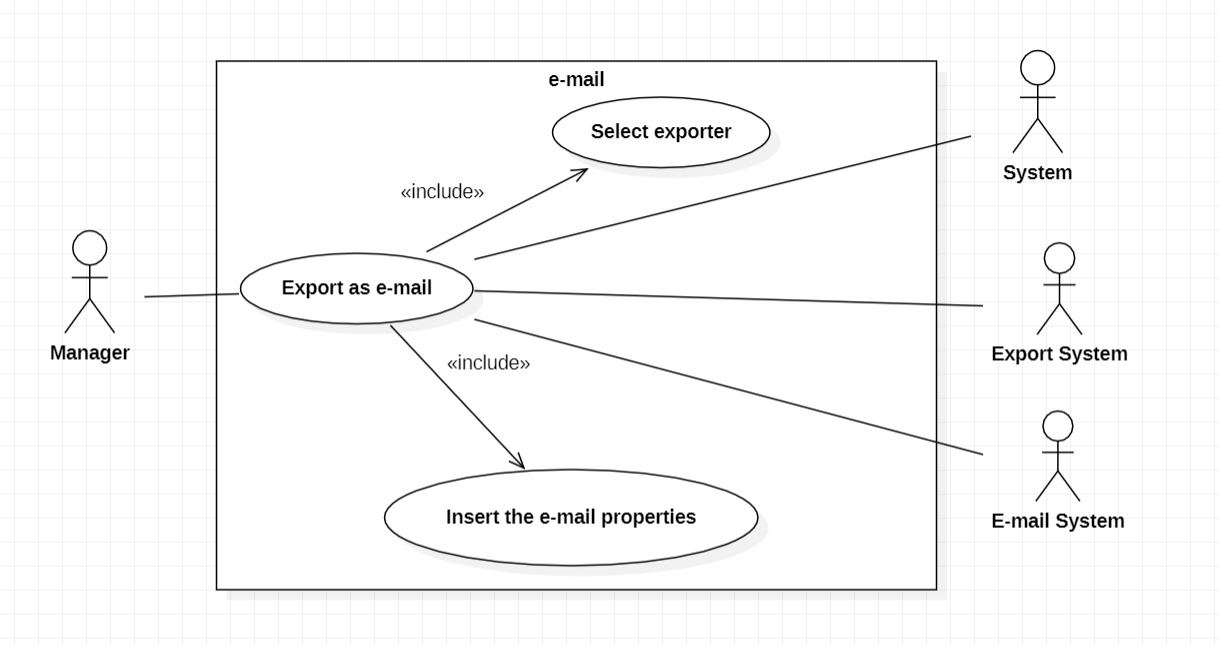 e-mail
Select exporter
System
«include»
Export as e-mail
Manager
Export System
«include»
Insert the e-mail properties
E-mail System